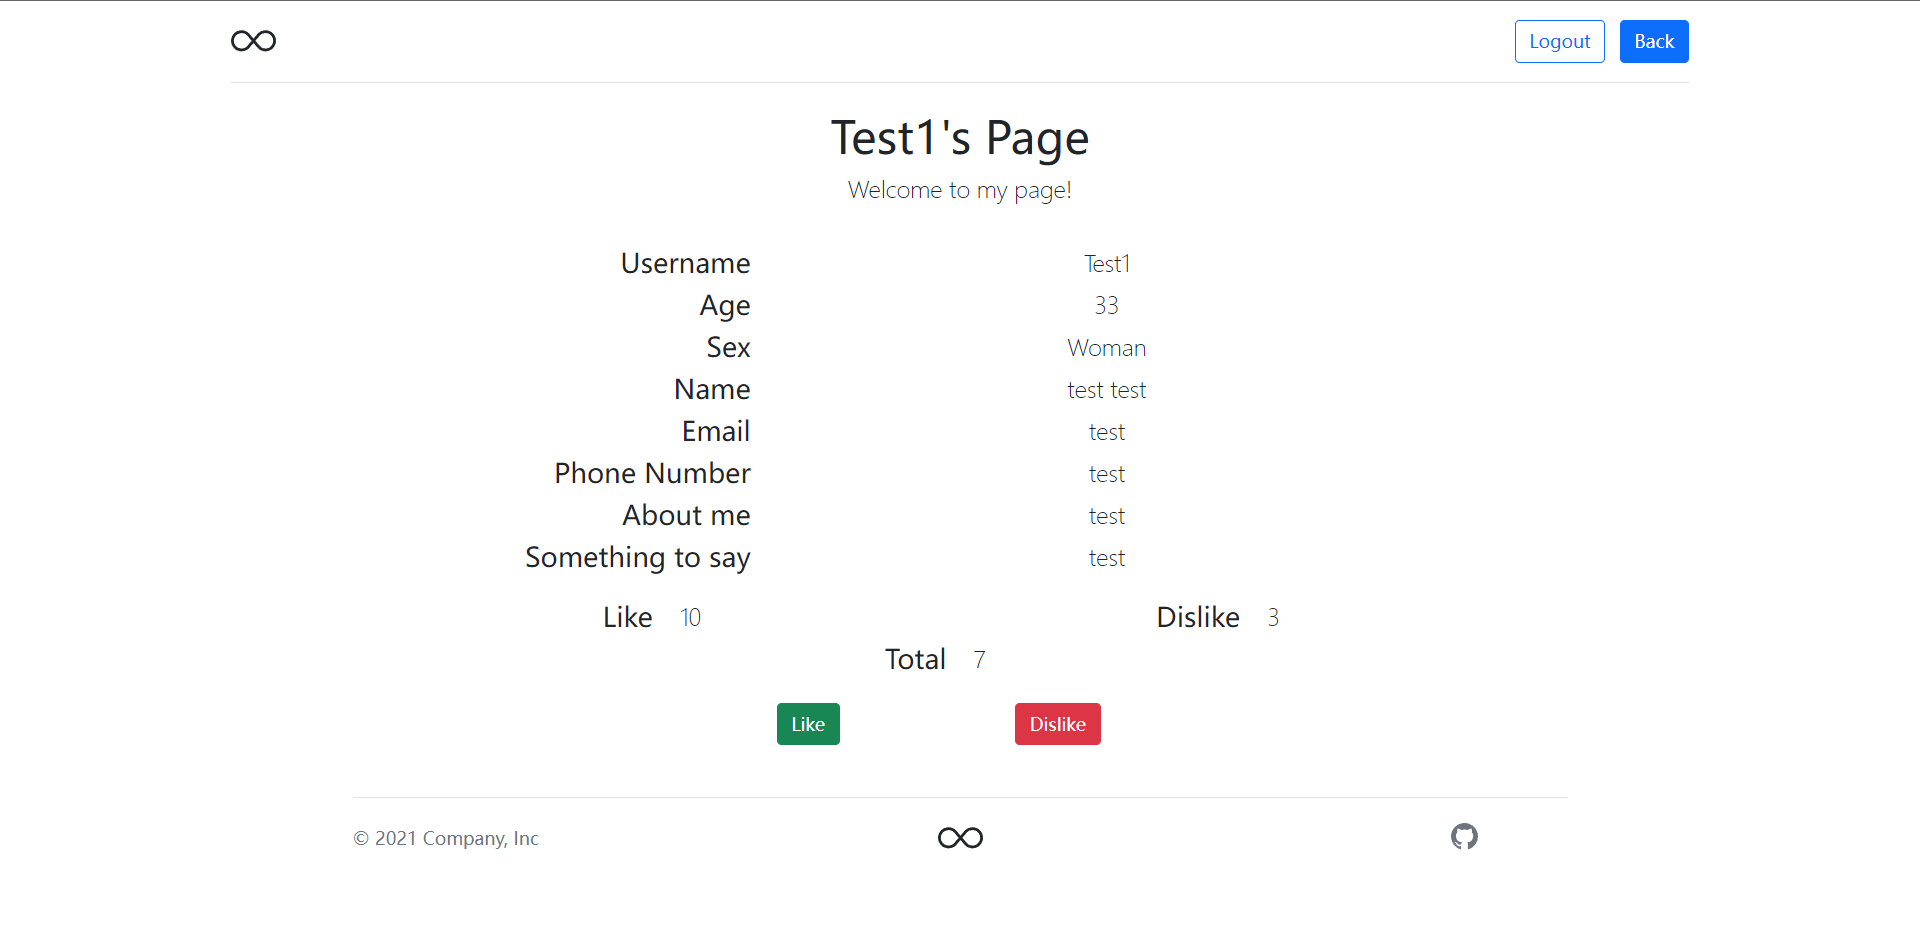 Logout Back
Test1's Page
Welcome to my page!
Username Test1
Age 33
Sex Woman
Name test test
Email test
Phone Number test
About me test
Something to say test
Like 10 Dislike 3
Total 7
Like Dislike
© 2021 Company, Inc